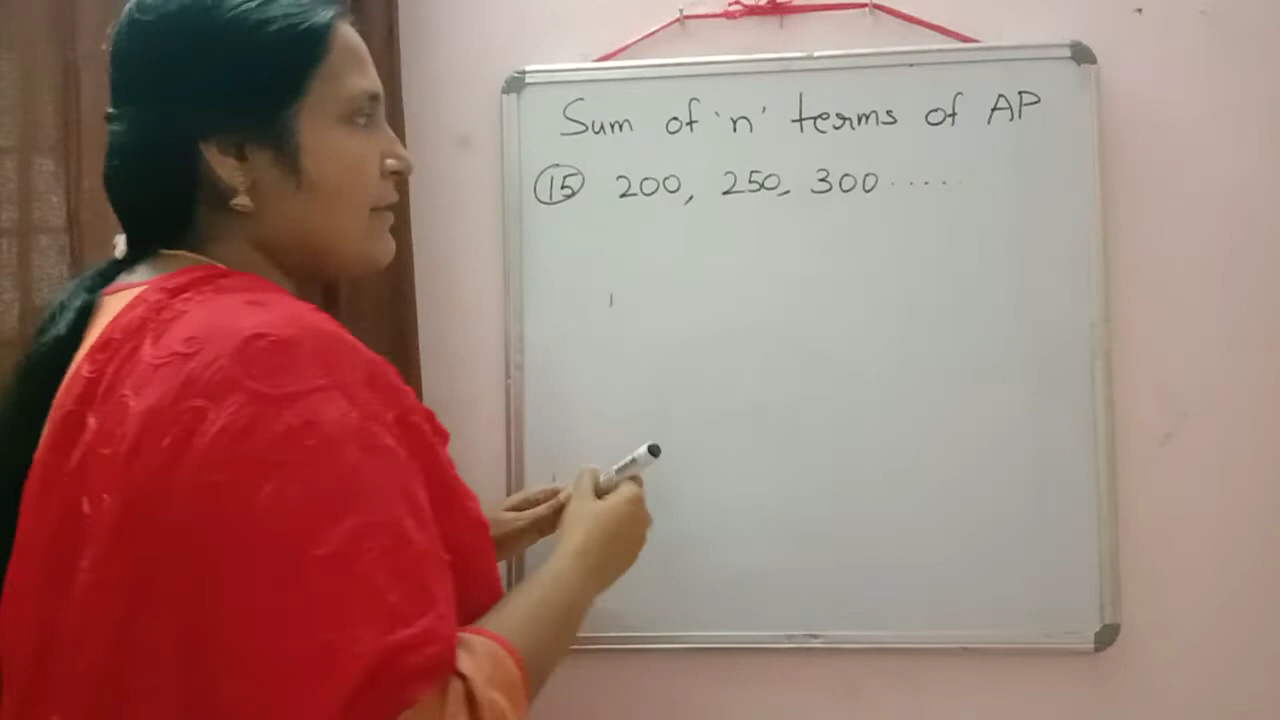 Sum of 'n' terms of AP
15 200, 250, 300 .....